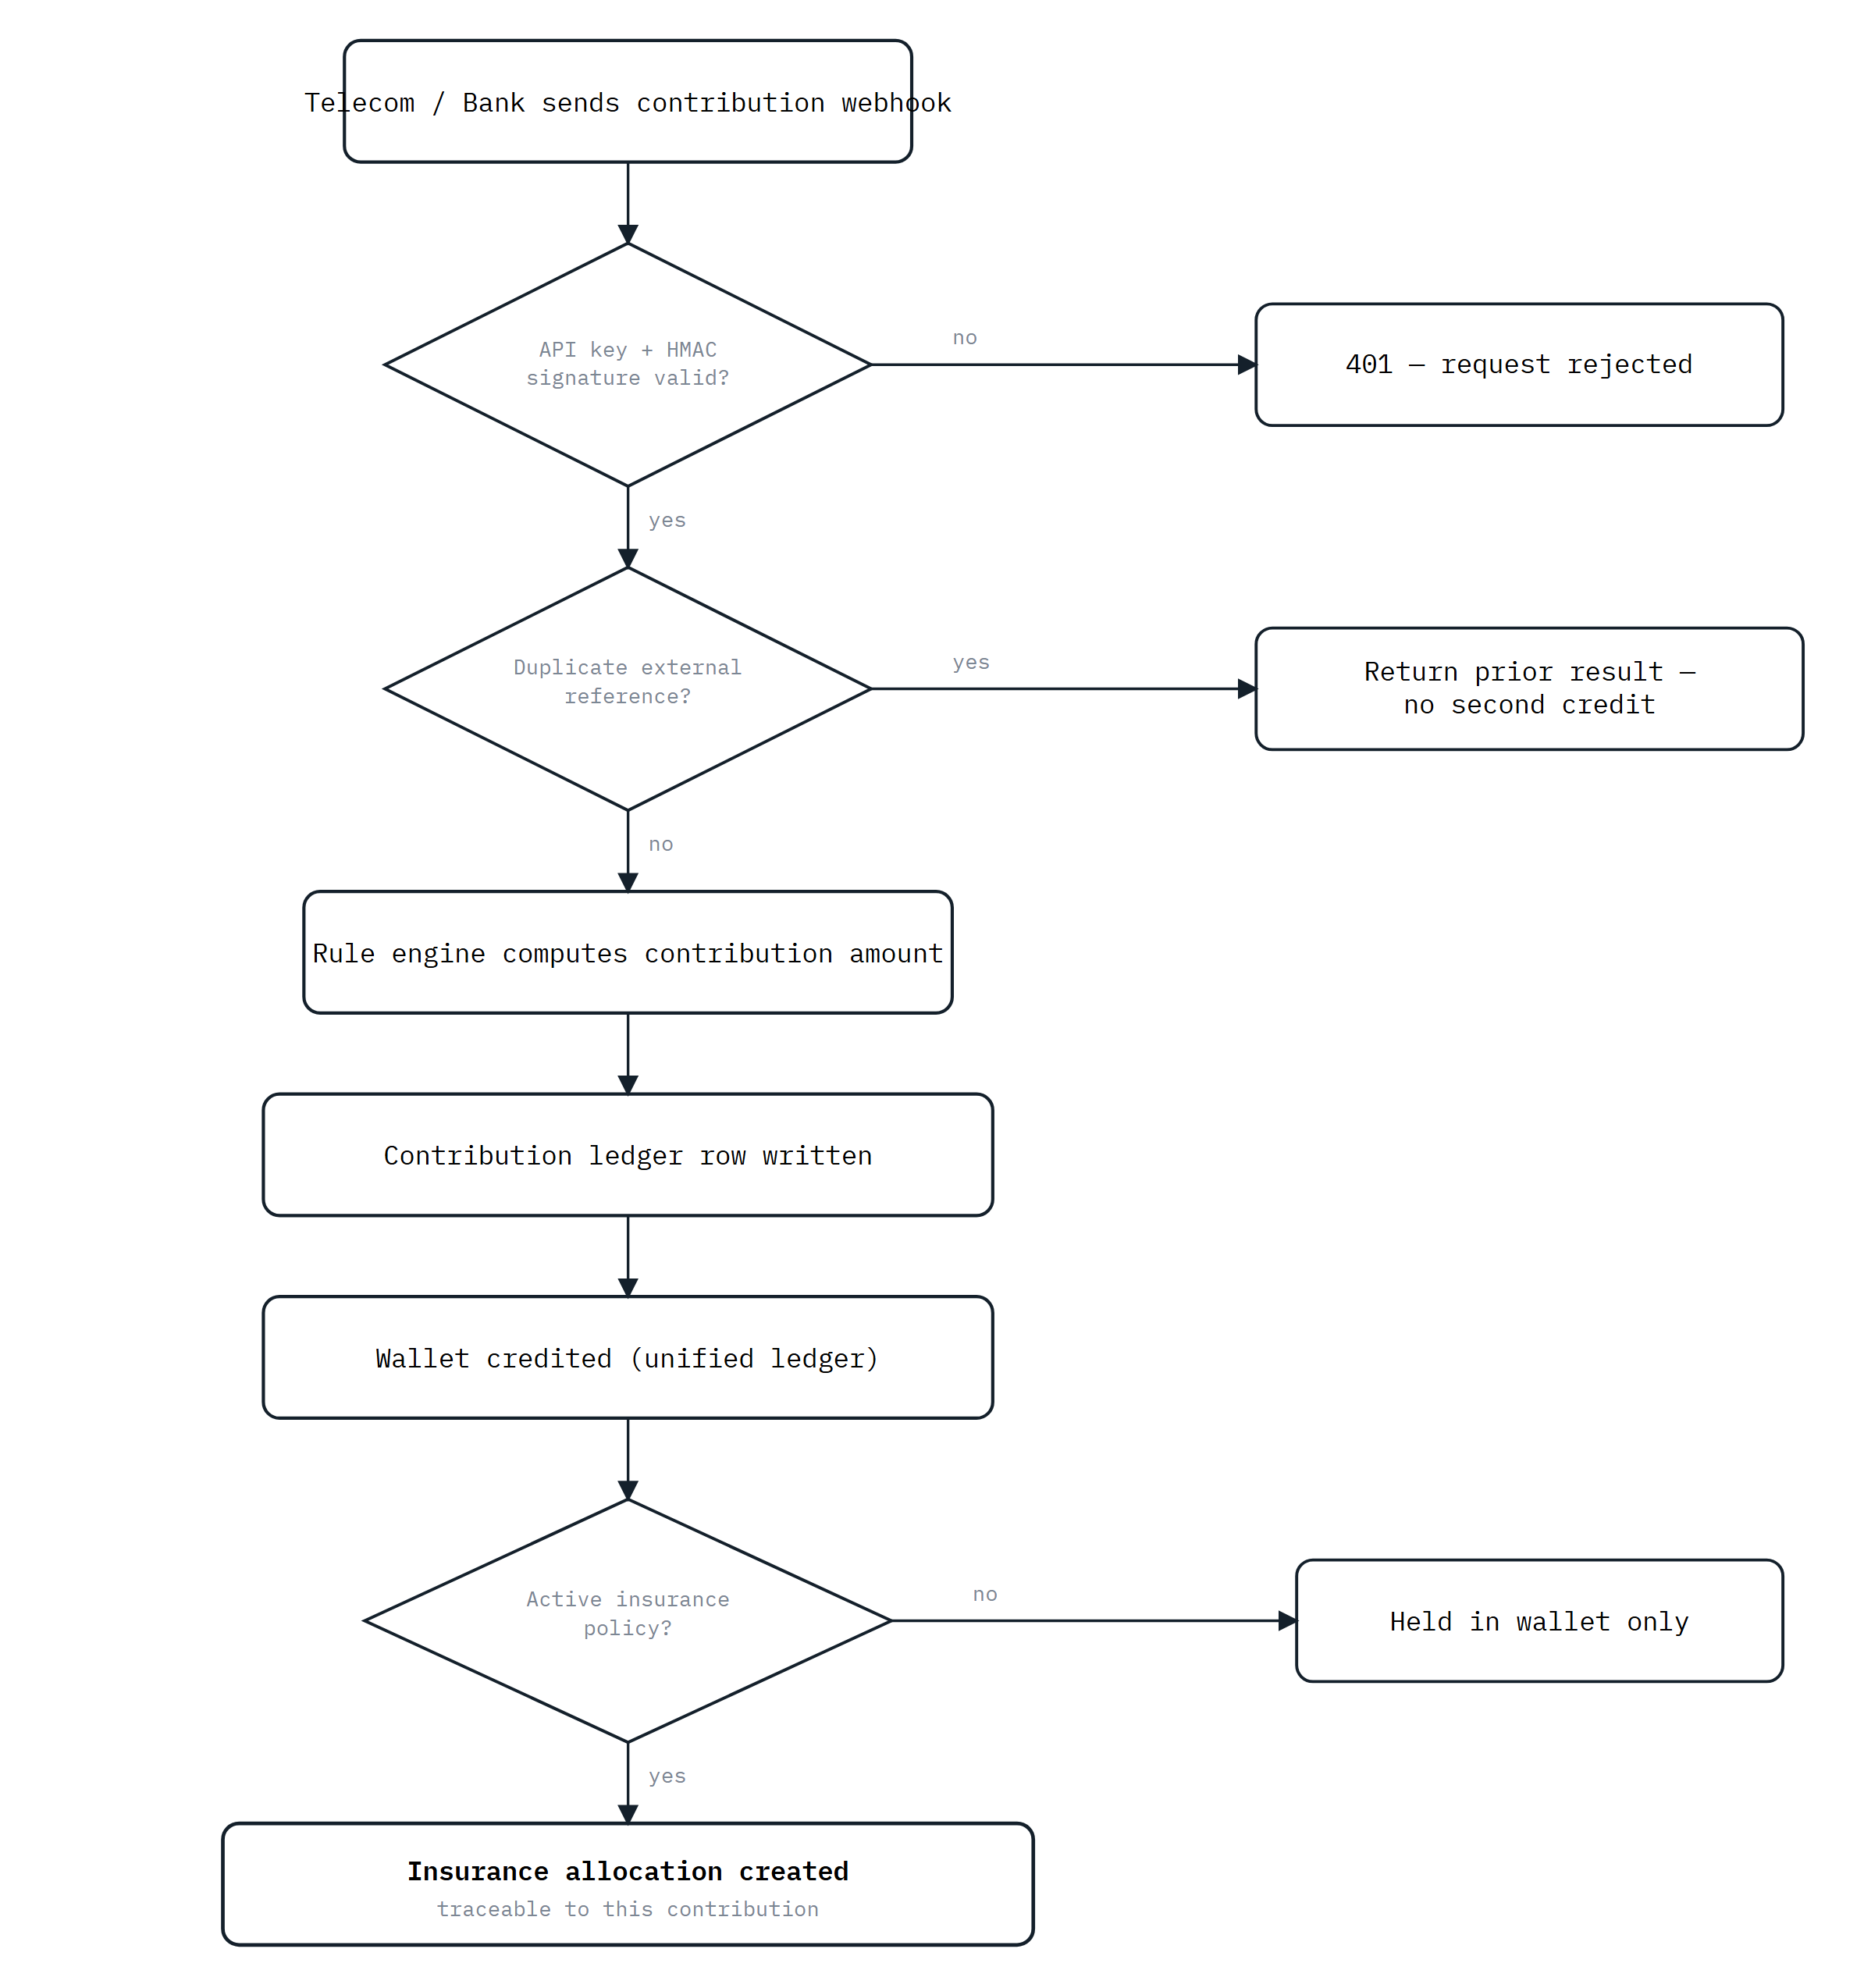 Telecom / Bank sends contribution webhook
API key + HMAC
signature valid?
no
401 — request rejected
yes
Duplicate external
reference?
yes
Return prior result —
no second credit
no
Rule engine computes contribution amount
Contribution ledger row written
Wallet credited (unified ledger)
Active insurance
policy?
no
Held in wallet only
yes
Insurance allocation created
traceable to this contribution